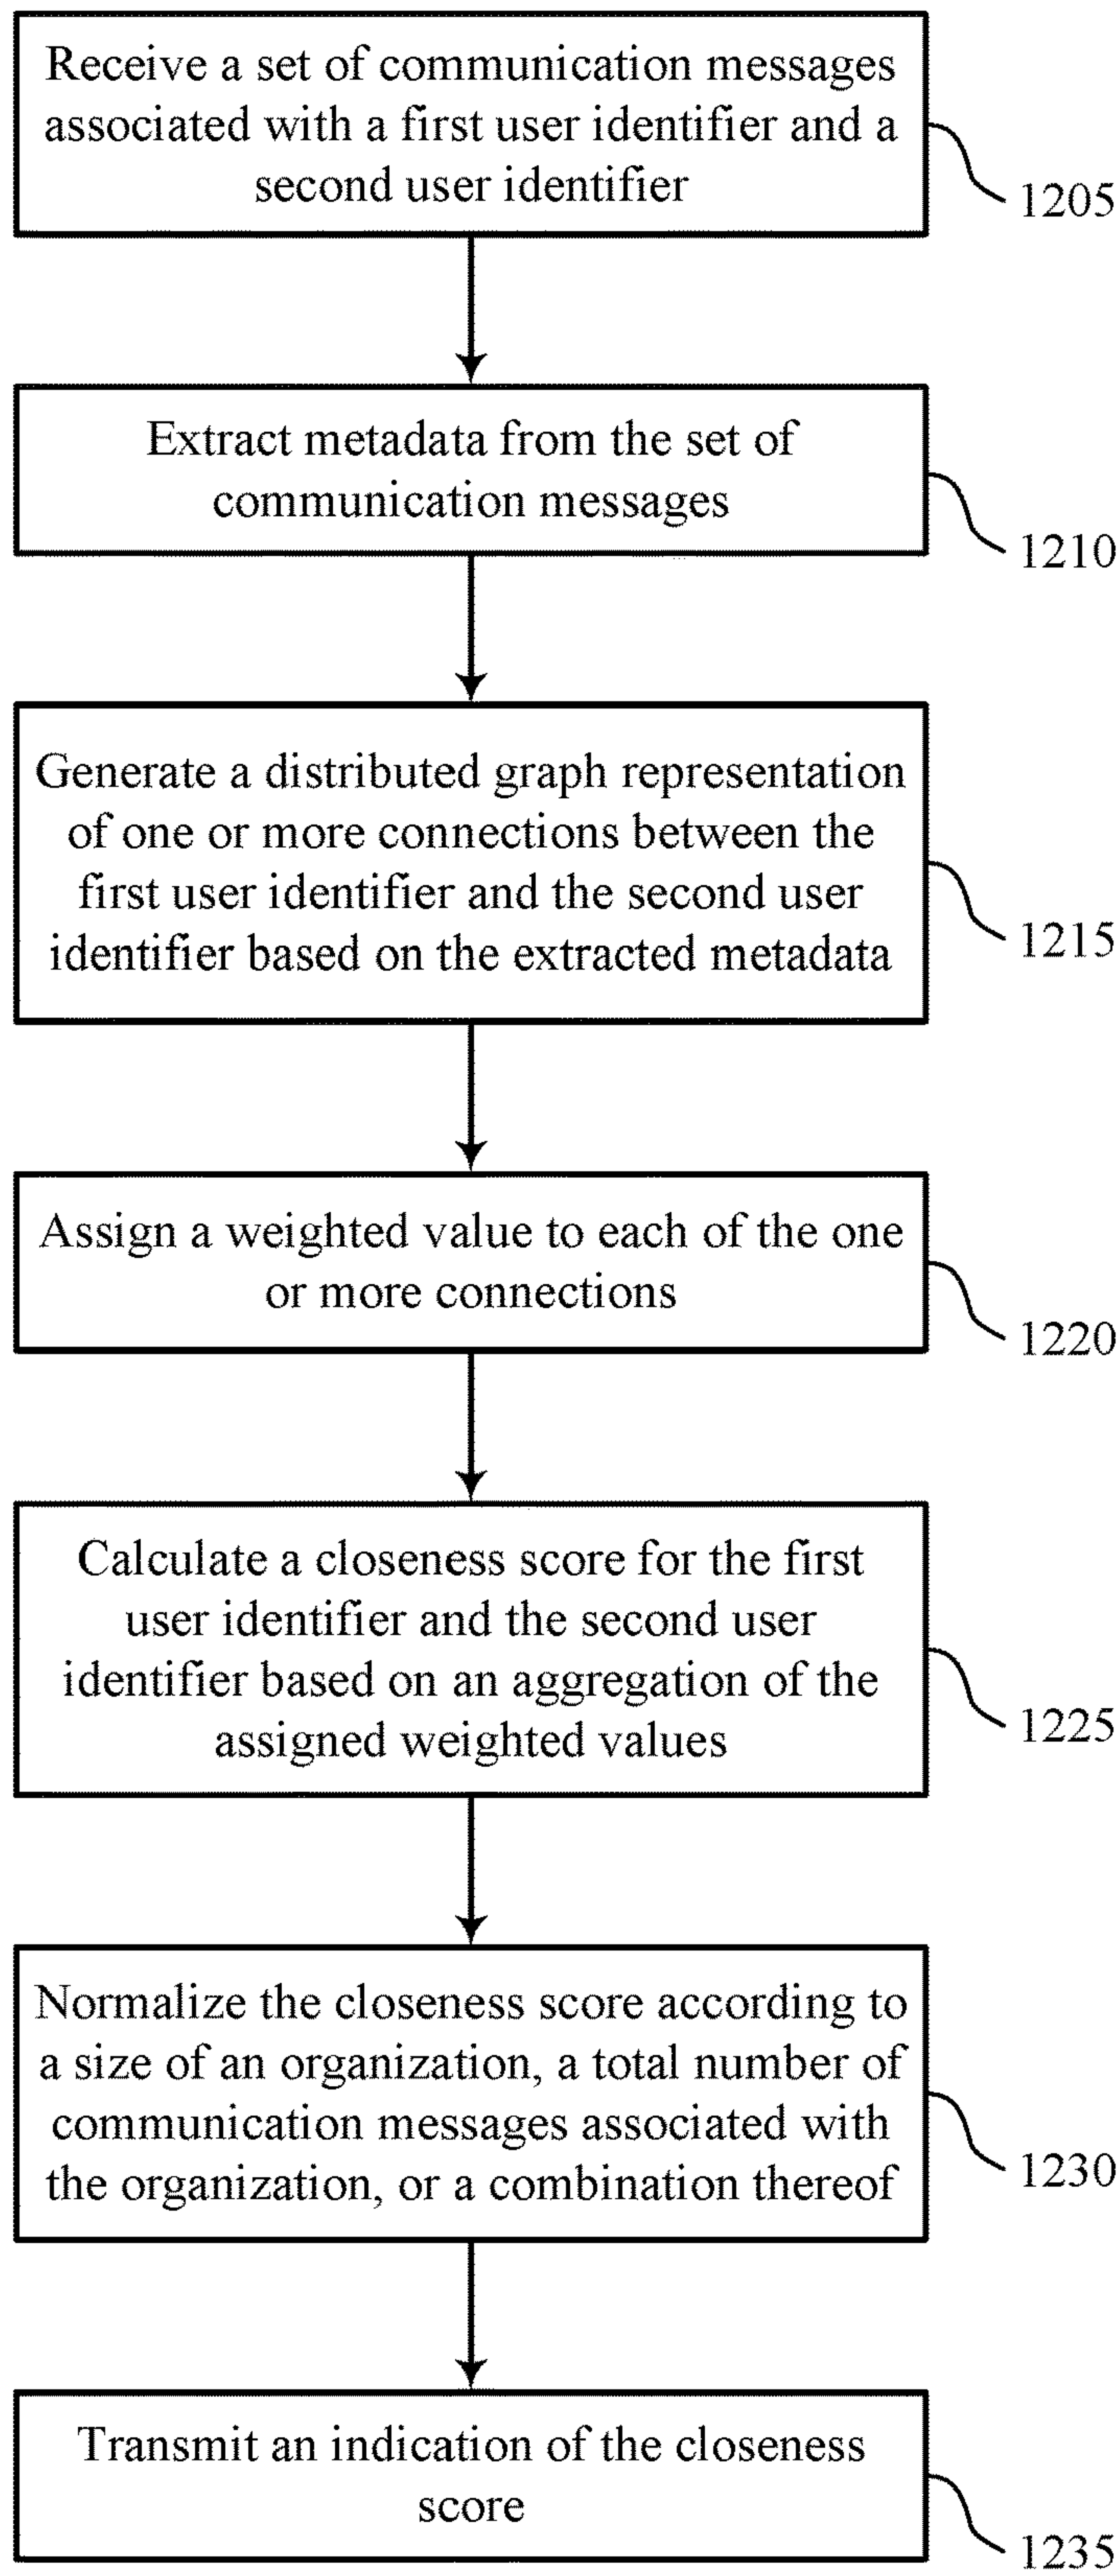 Receive a set of communication messages
associated with a first user identifier and a
second user identifier
1205
Extract metadata from the set of
communication messages
1210
Generate a distributed graph representation
of one or more connections between the
first user identifier and the second user
identifier based on the extracted metadata
1215
Assign a weighted value to each of the one
or more connections
1220
Calculate a closeness score for the first
user identifier and the second user
identifier based on an aggregation of the
assigned weighted values
1225
Normalize the closeness score according to
a size of an organization, a total number of
communication messages associated with
the organization, or a combination thereof
1230
Transmit an indication of the closeness
score
1235